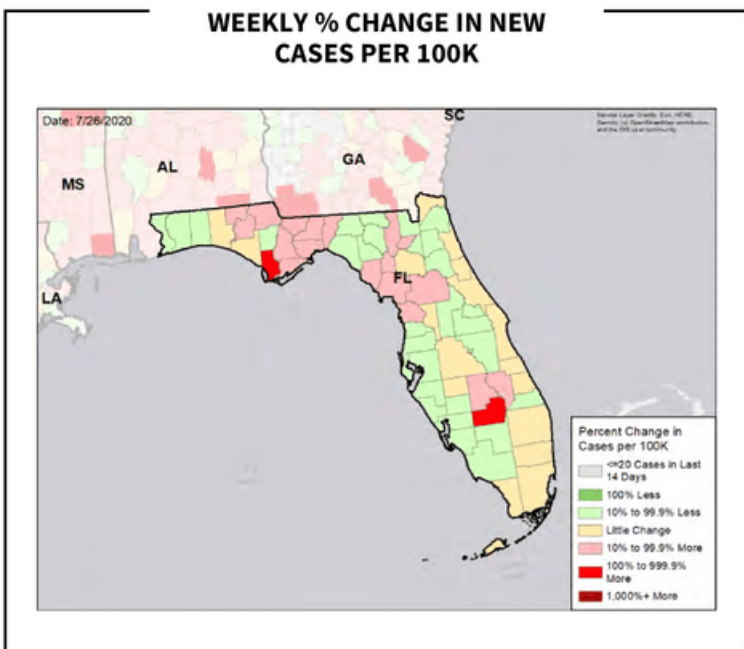 WEEKLY % CHANGE IN NEW
CASES PER 100K
Date: 7/26/2020
SC
GA
AL
MS
LA
FL
Percent Change in
Cases per 100K
<=20 Cases in Last
14 Days
100% Less
10% to 99.9% Less
Little Change
10% to 99.9% More
100% to 999.9%
More
1,000%+ More